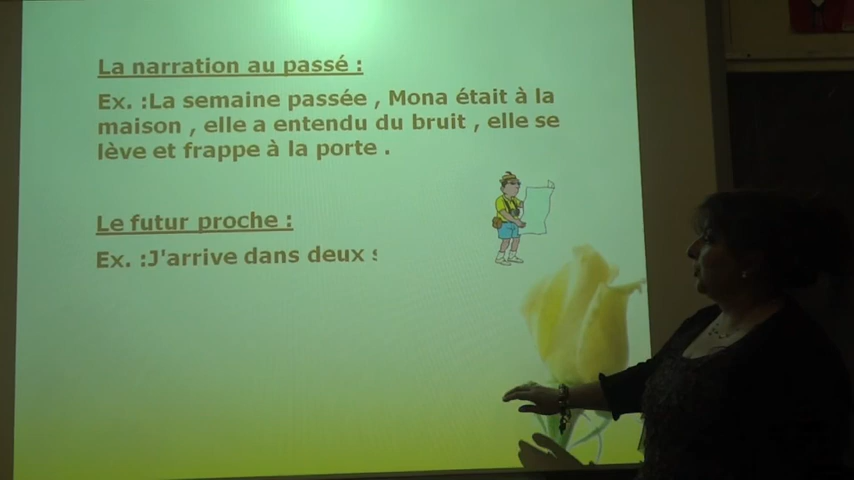 La narration au passé :
Ex. :La semaine passée , Mona était à la
maison , elle a entendu du bruit , elle se
lève et frappe à la porte .
Le futur proche :
Ex. :J'arrive dans deux